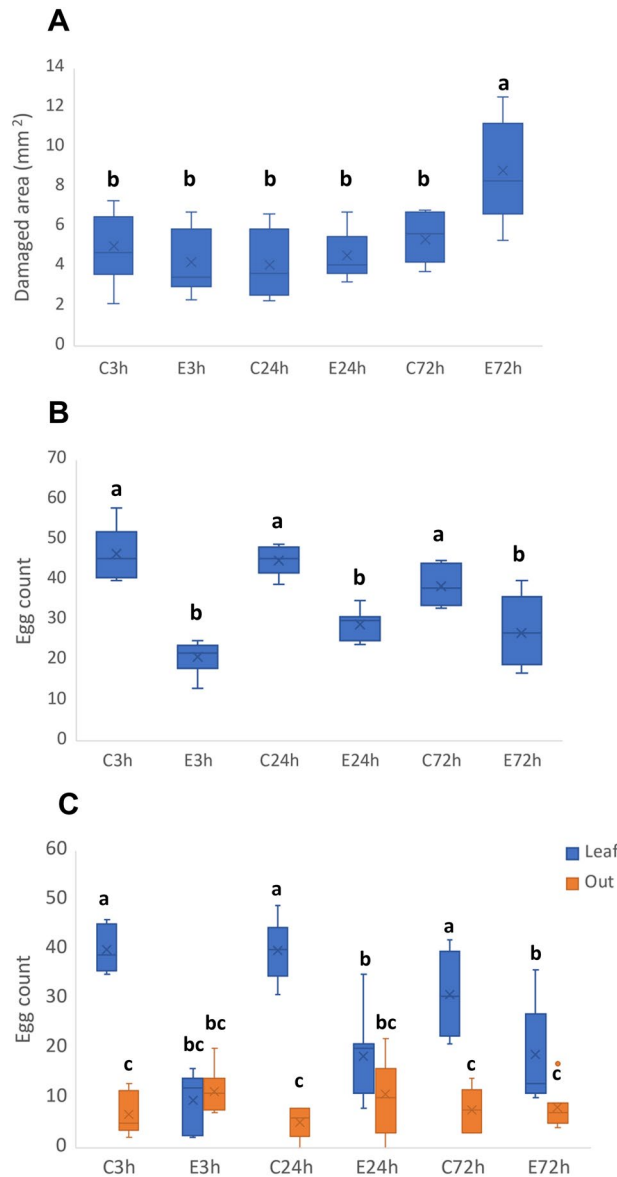 A
14
12
10
8
6
4
2
0
Damaged area (mm²)
b b b b b a
C3h E3h C24h E24h C72h E72h
B
70
60
50
40
30
20
10
0
Egg count
a b a b a b
C3h E3h C24h E24h C72h E72h
C
60
50
40
30
20
10
0
Egg count
Leaf
Out
a c bc bc a c b bc a c b c
C3h E3h C24h E24h C72h E72h